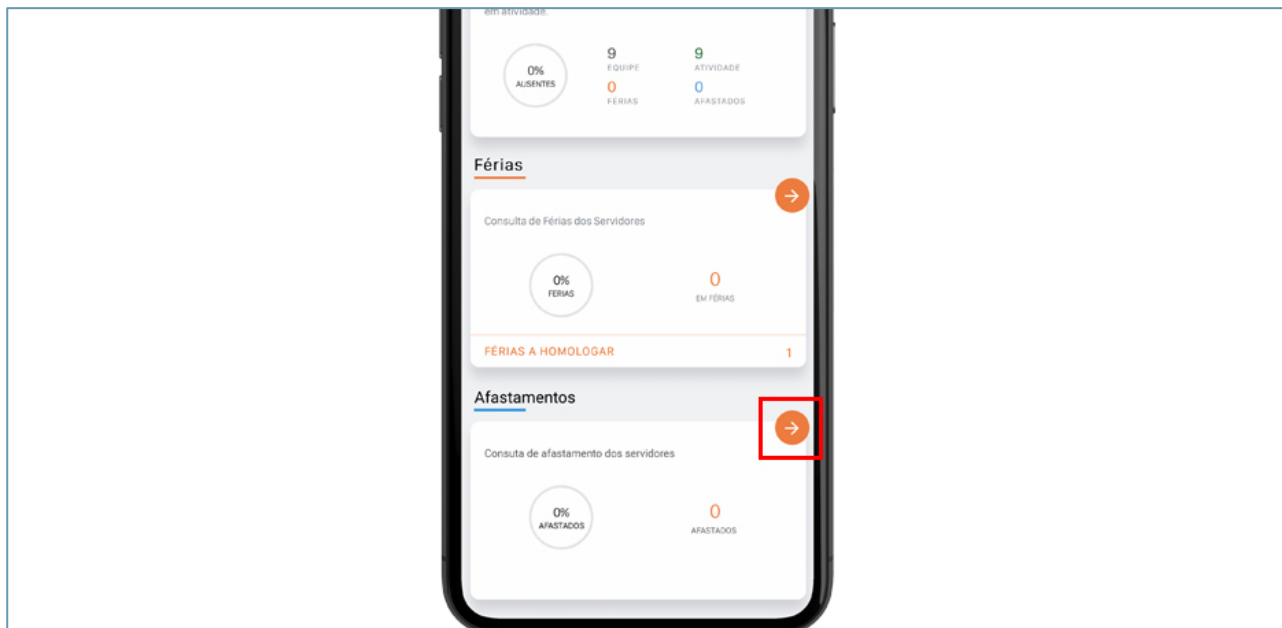 em atividade.
0%
AUSENTES
9
EQUIPE
9
ATIVIDADE
0
FÉRIAS
0
AFASTADOS
Férias
Consulta de Férias dos Servidores
0%
FERIAS
0
EM FÉRIAS
FÉRIAS A HOMOLOGAR 1
Afastamentos
Consuta de afastamento dos servidores
0%
AFASTADOS
0
AFASTADOS